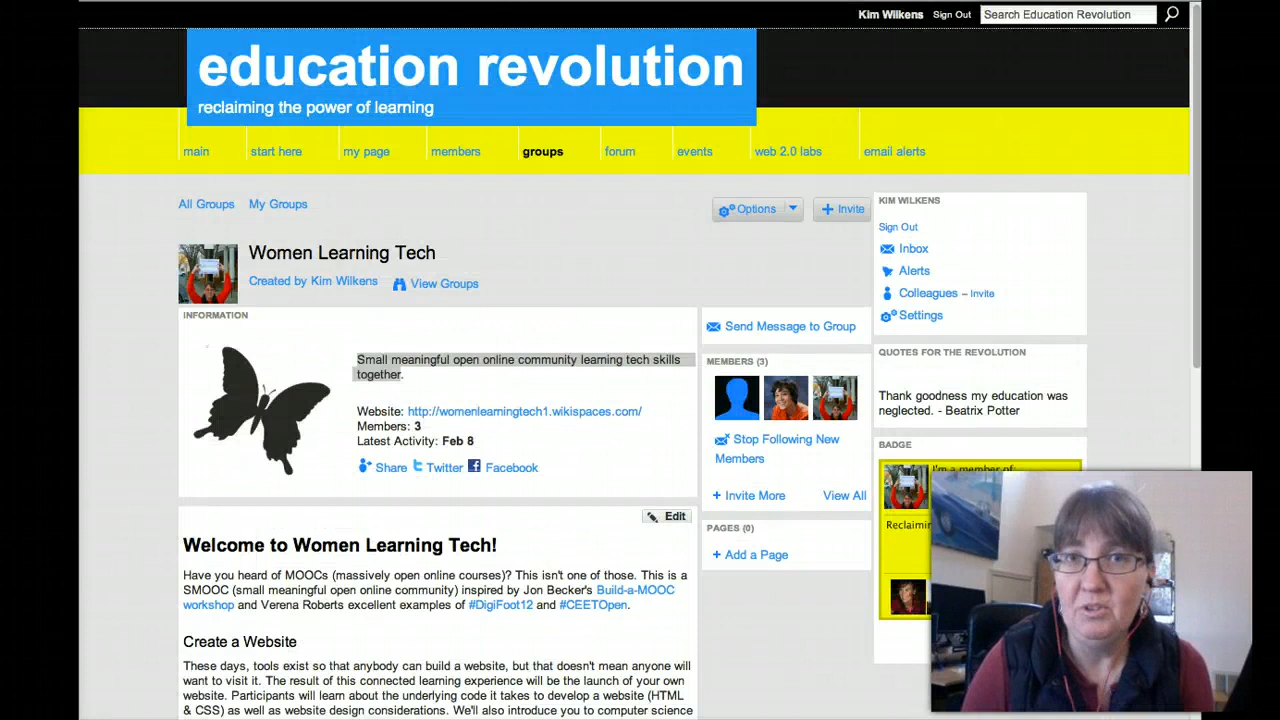 Kim Wilkens Sign Out Search Education Revolution
education revolution
reclaiming the power of learning
main start here my page members groups forum events web 2.0 labs email alerts
All Groups My Groups
Options
+ Invite
Women Learning Tech
Created by Kim Wilkens View Groups
INFORMATION
Small meaningful open online community learning tech skills
together.
Website: http://womenlearningtech1.wikispaces.com/
Members: 3
Latest Activity: Feb 8
Share Twitter Facebook
Edit
Welcome to Women Learning Tech!
Have you heard of MOOCs (massively open online courses)? This isn't one of those. This is a
SMOOC (small meaningful open online community) inspired by Jon Becker's Build-a-MOOC
workshop and Verena Roberts excellent examples of #DigiFoot12 and #CEETOpen.
Create a Website
These days, tools exist so that anybody can build a website, but that doesn't mean anyone will
want to visit it. The result of this connected learning experience will be the launch of your own
website. Participants will learn about the underlying code it takes to develop a website (HTML
& CSS) as well as website design considerations. We'll also introduce you to computer science
Send Message to Group
MEMBERS (3)
Stop Following New
Members
+ Invite More View All
PAGES (0)
+ Add a Page
KIM WILKENS
Sign Out
Inbox
Alerts
Colleagues – Invite
Settings
QUOTES FOR THE REVOLUTION
Thank goodness my education was
neglected. - Beatrix Potter
BADGE
I'm a member of: